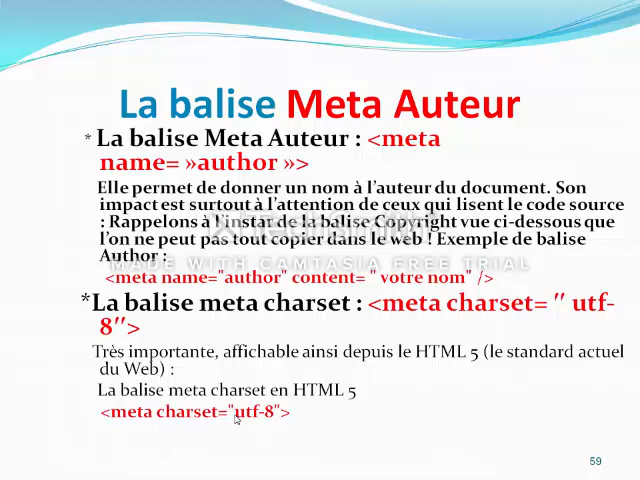 La balise Meta Auteur
* La balise Meta Auteur : <meta
name= »author »>
Elle permet de donner un nom à l'auteur du document. Son
impact est surtout à l'attention de ceux qui lisent le code source
: Rappelons à l'instar de la balise Copyright vue ci-dessous que
l'on ne peut pas tout copier dans le web ! Exemple de balise
Author :
TechSmith
MADE WITH CAMTASIA FREE TRIAL
<meta name="author" content= " votre nom" />
*La balise meta charset : <meta charset= " utf-
8">
Très importante, affichable ainsi depuis le HTML 5 (le standard actuel
du Web) :
La balise meta charset en HTML 5
<meta charset="utf-8">
59